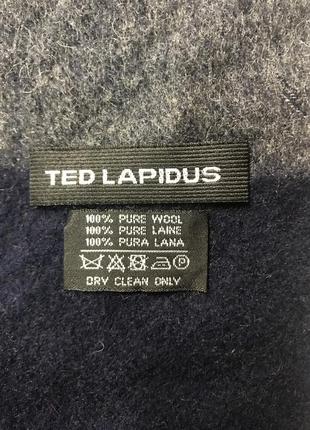 TED LAPIDUS
100% PURE WOOL
100% PURE LAINE
100% PURA LANA
P
DRY CLEAN ONLY